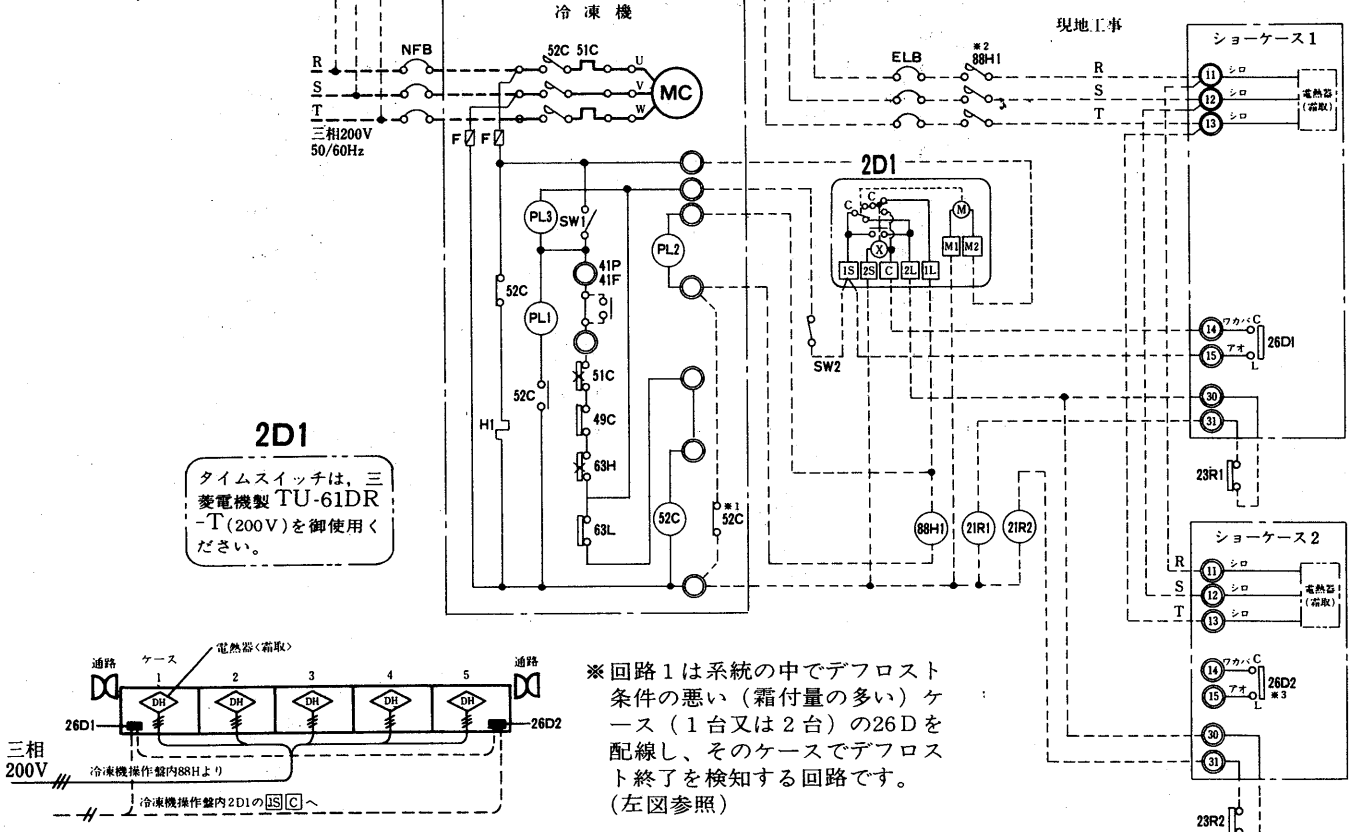 冷凍機
現地工事
NFB
52C 51C
R
S
T
U
V
W
MC
三相200V
50/60Hz
F
F
ELB
※2
88H1
R
S
T
ショーケース1
11
シロ
12
シロ
13
シロ
電熱器
(霜取)
2D1
C
C
M
X
M1
M2
1S
2S
C
2L
1L
PL3
SW1
PL2
41P
41F
52C
PL1
52C
51C
49C
63H
63L
H1
52C
※1
52C
SW2
14
ワカバ
C
26D1
15
アオ
L
30
31
23R1
88H1
21R1
21R2
2D1
タイムスイッチは、三
菱電機製 TU-61DR
-T(200V)を御使用く
ださい。
ショーケース2
R
11
シロ
S
12
シロ
T
13
シロ
電熱器
(霜取)
14
ワカバ
C
26D2
※3
15
アオ
L
30
31
23R2
電熱器〈霜取〉
通路
ケース
1
2
3
4
5
通路
DH
DH
DH
DH
DH
26D1
26D2
三相
200V
冷凍機操作盤内88Hより
冷凍機操作盤内2D1の1S Cへ
※回路1は系統の中でデフロスト
条件の悪い（霜付量の多い）ケ
ース（1台又は2台）の26Dを
配線し、そのケースでデフロス
ト終了を検知する回路です。
(左図参照)